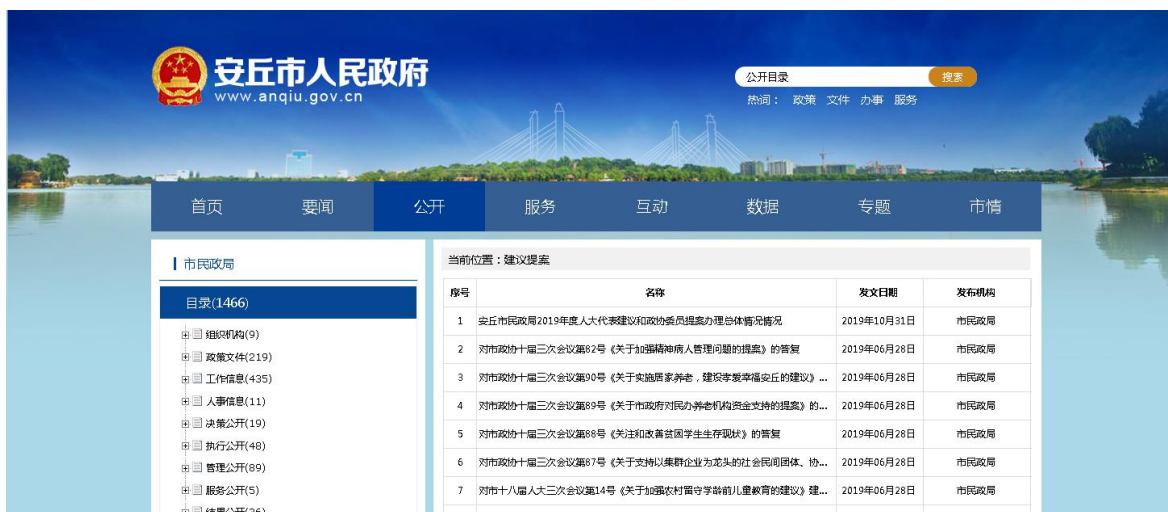 安丘市人民政府
www.anqiu.gov.cn
公开目录
搜索
热词： 政策 文件 办事 服务
首页 要闻 公开 服务 互动 数据 专题 市情
市民政局
目录(1466)
组织机构(9)
政策文件(219)
工作信息(435)
人事信息(11)
决策公开(19)
执行公开(48)
管理公开(89)
服务公开(5)
结果公开(26)
当前位置：建议提案
序号 名称 发文日期 发布机构
1 安丘市民政局2019年度人大代表建议和政协委员提案办理总体情况情况 2019年10月31日 市民政局
2 对市政协十届三次会议第82号《关于加强精神病人管理问题的提案》的答复 2019年06月28日 市民政局
3 对市政协十届三次会议第90号《关于实施居家养老，建设孝爱幸福安丘的建议》... 2019年06月28日 市民政局
4 对市政协十届三次会议第89号《关于市政府对民办养老机构资金支持的提案》的... 2019年06月28日 市民政局
5 对市政协十届三次会议第88号《关注和改善贫困学生生存现状》的答复 2019年06月28日 市民政局
6 对市政协十届三次会议第87号《关于支持以集群企业为龙头的社会民间团体、协... 2019年06月28日 市民政局
7 对市十八届人大三次会议第14号《关于加强农村留守学龄前儿童教育的建议》建... 2019年06月28日 市民政局